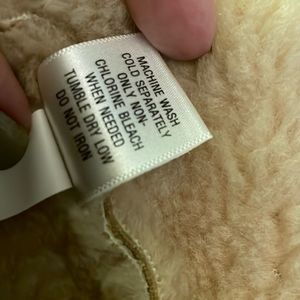 MACHINE WASH
COLD SEPARATELY
ONLY NON-
CHLORINE BLEACH
WHEN NEEDED
TUMBLE DRY LOW
DO NOT IRON